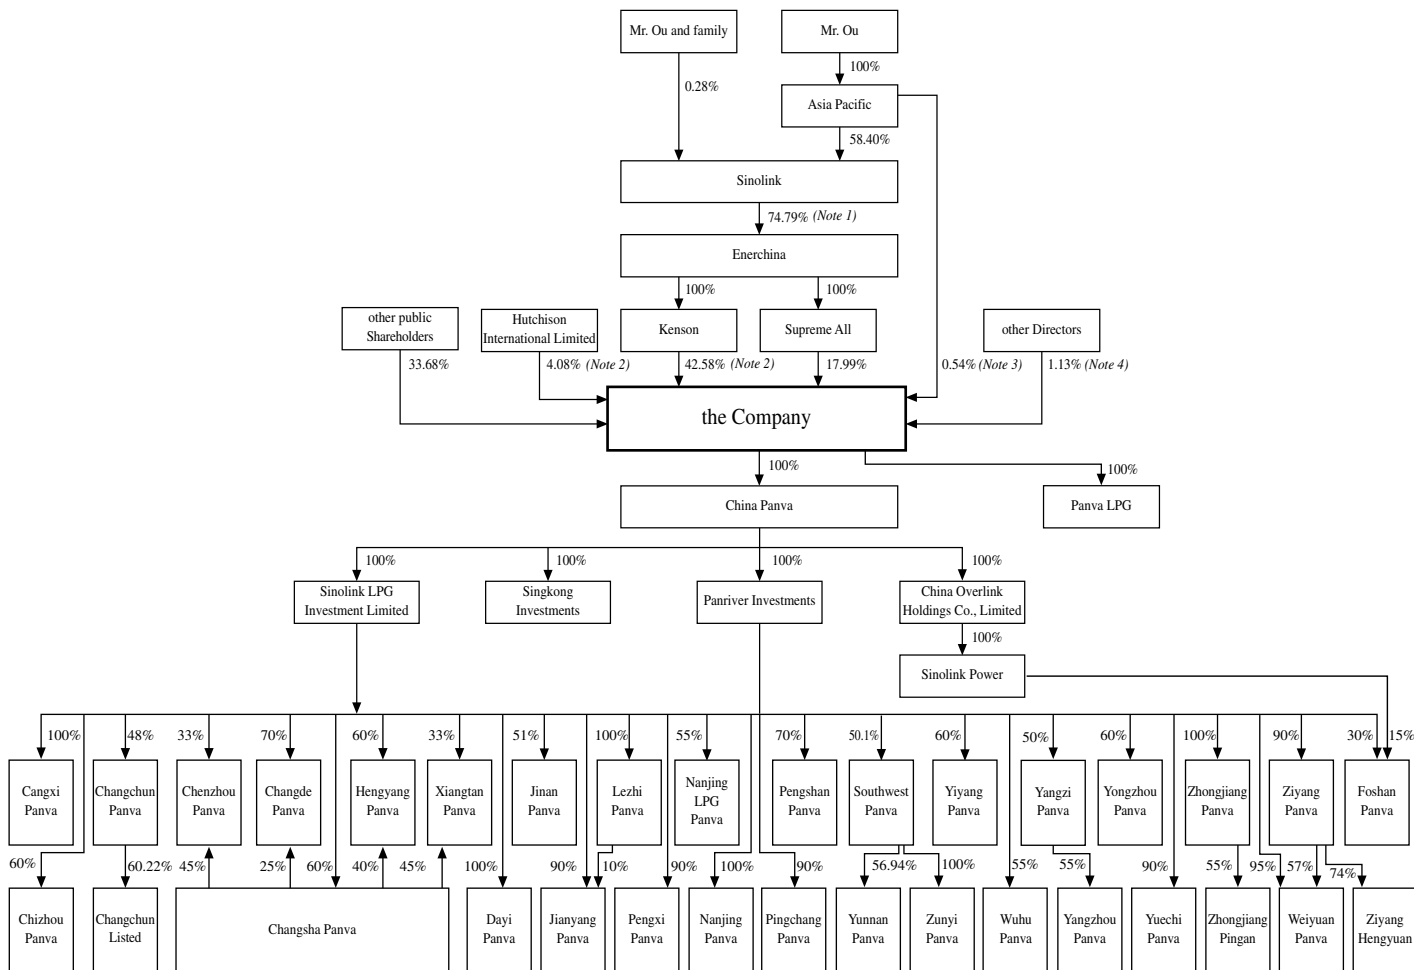 Mr. Ou and family
Mr. Ou
100%
0.28%
Asia Pacific
58.40%
Sinolink
74.79% (Note 1)
Enerchina
100%
100%
other public
Shareholders
Hutchison
International Limited
Kenson
Supreme All
other Directors
33.68%
4.08% (Note 2)
42.58% (Note 2)
17.99%
0.54% (Note 3)
1.13% (Note 4)
the Company
100%
100%
China Panva
Panva LPG
100%
100%
100%
100%
Sinolink LPG
Investment Limited
Singkong
Investments
Panriver Investments
China Overlink
Holdings Co., Limited
100%
Sinolink Power
100%
48%
33%
70%
60%
33%
51%
100%
55%
70%
50.1%
60%
50%
60%
100%
90%
30%
15%
Cangxi
Panva
Changchun
Panva
Chenzhou
Panva
Changde
Panva
Hengyang
Panva
Xiangtan
Panva
Jinan
Panva
Lezhi
Panva
Nanjing
LPG
Panva
Pengshan
Panva
Southwest
Panva
Yiyang
Panva
Yangzi
Panva
Yongzhou
Panva
Zhongjiang
Panva
Ziyang
Panva
Foshan
Panva
60%
60.22%
45%
25%
60%
40%
45%
100%
90%
10%
90%
100%
90%
56.94%
100%
55%
55%
90%
55%
95%
57%
74%
Chizhou
Panva
Changchun
Listed
Changsha Panva
Dayi
Panva
Jianyang
Panva
Pengxi
Panva
Nanjing
Panva
Pingchang
Panva
Yunnan
Panva
Zunyi
Panva
Wuhu
Panva
Yangzhou
Panva
Yuechi
Panva
Zhongjiang
Pingan
Weiyuan
Panva
Ziyang
Hengyuan